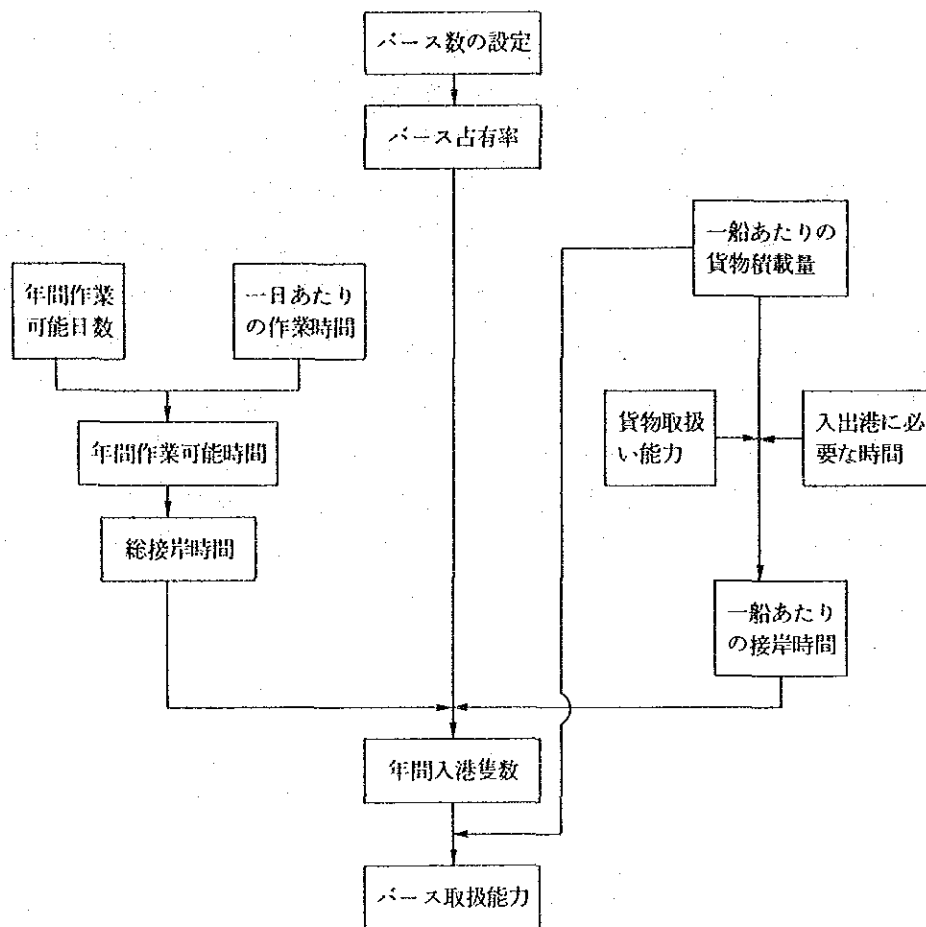 バース数の設定
バース占有率
一船あたりの
貨物積載量
年間作業
可能日数
一日あたり
の作業時間
貨物取扱
い能力
入出港に必
要な時間
年間作業可能時間
総接岸時間
一船あたり
の接岸時間
年間入港隻数
バース取扱能力